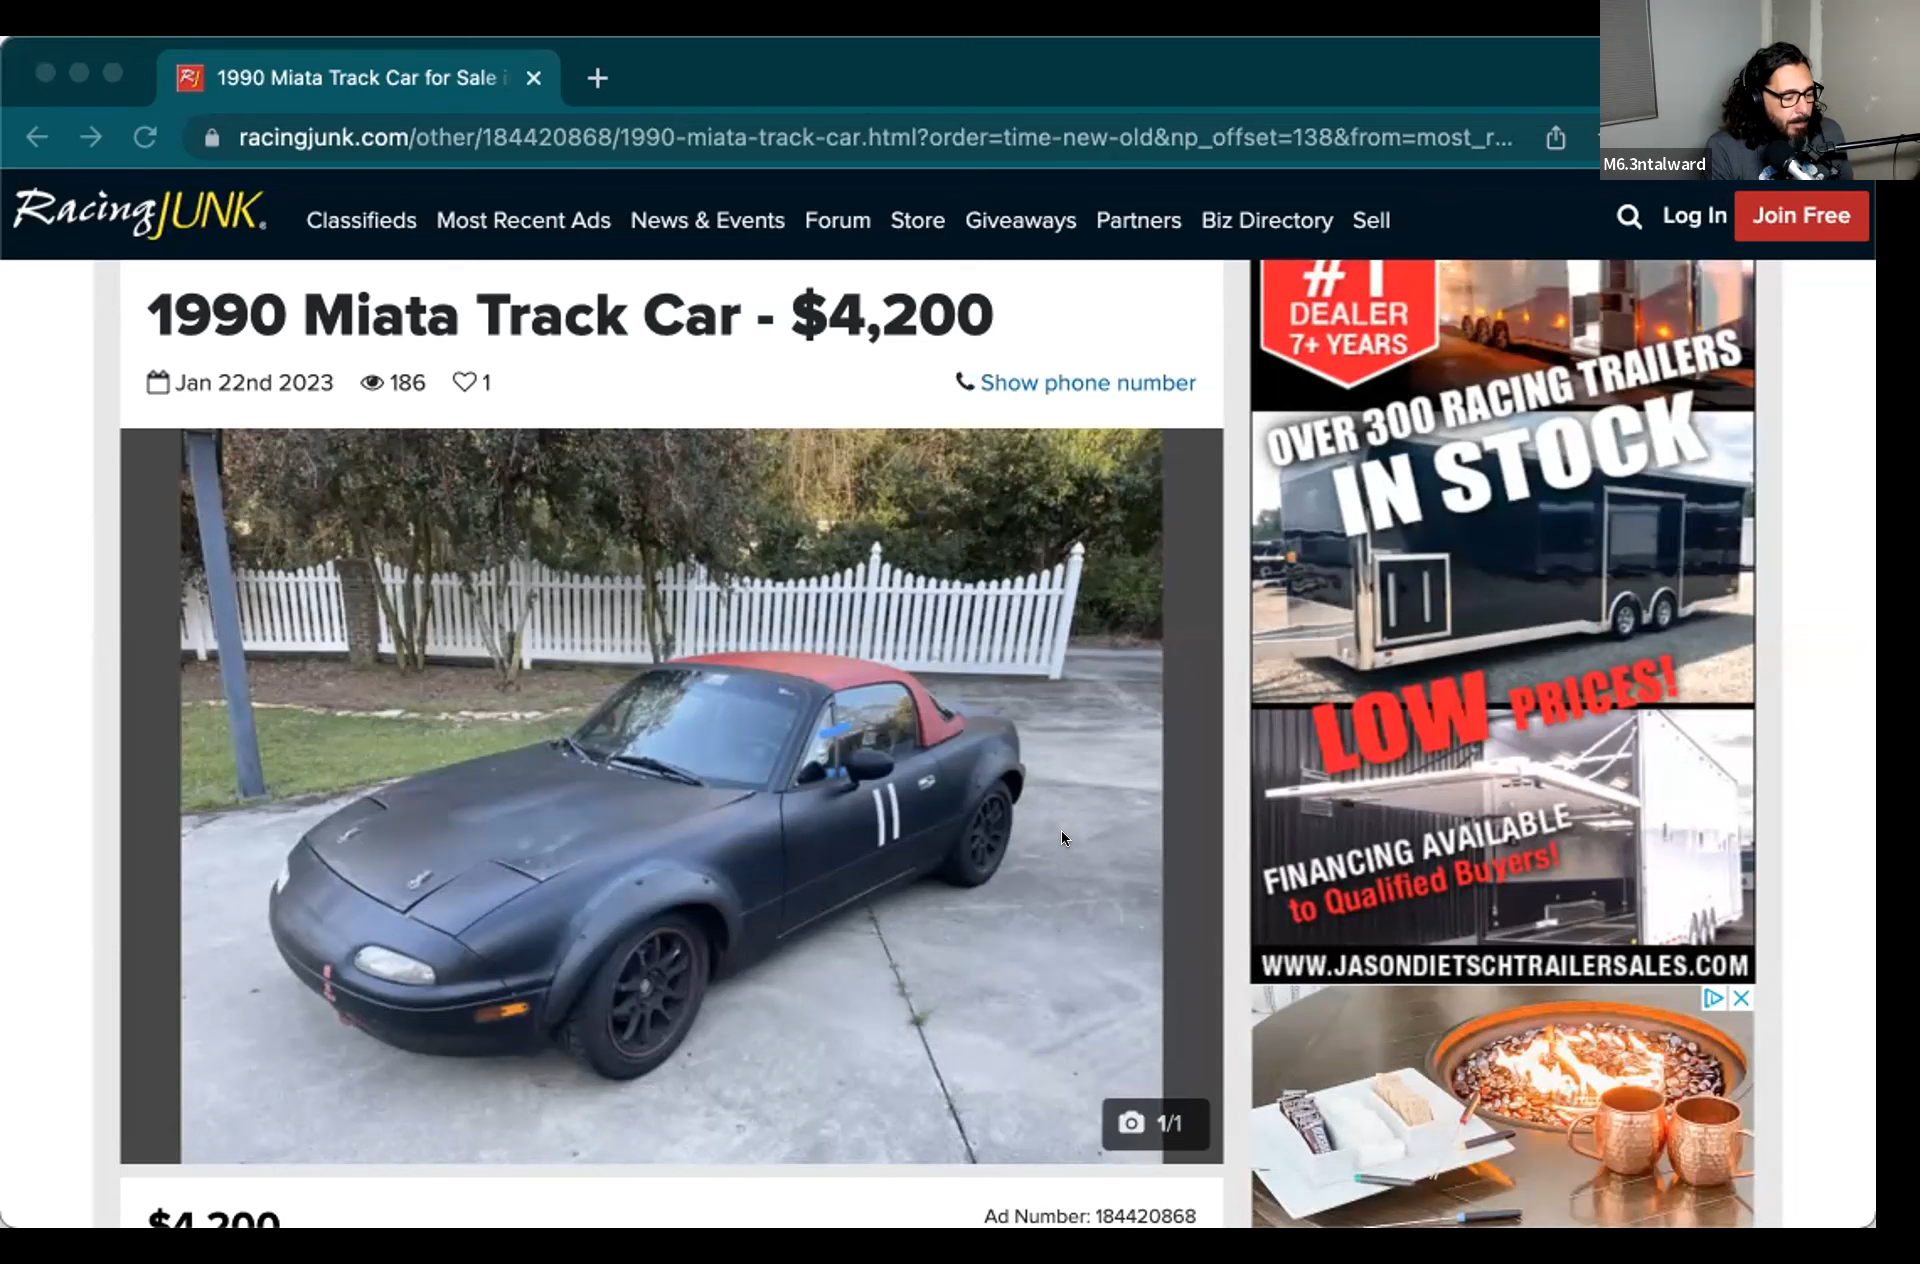 1990 Miata Track Car for Sale i
racingjunk.com/other/184420868/1990-miata-track-car.html?order=time-new-old&np_offset=138&from=most_r...
M6.3ntalward
RacingJUNK
Classifieds Most Recent Ads News & Events Forum Store Giveaways Partners Biz Directory Sell
Log In Join Free
1990 Miata Track Car - $4,200
Jan 22nd 2023 186 1 Show phone number
11
1/1
$4,200
Ad Number: 184420868
#1
DEALER
7+ YEARS
OVER 300 RACING TRAILERS
IN STOCK
LOW PRICES!
FINANCING AVAILABLE
to Qualified Buyers!
WWW.JASONDIETSCHTRAILERSALES.COM